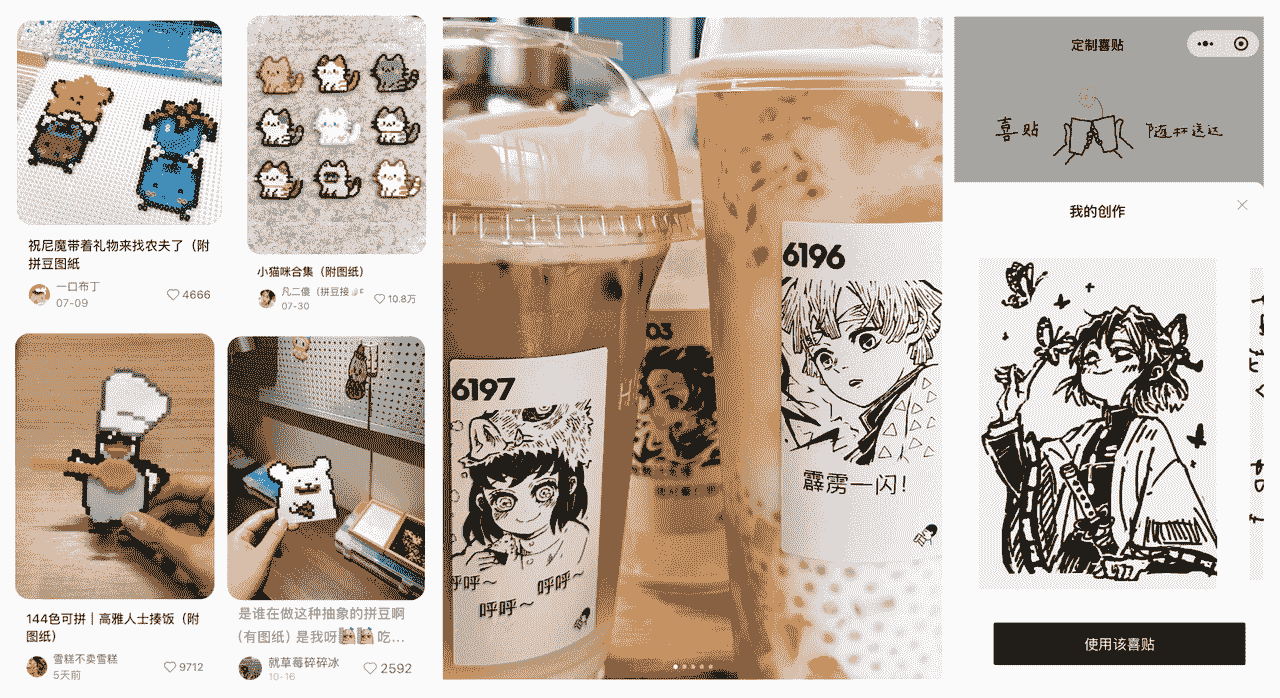 祝尼魔带着礼物来找农夫了（附
拼豆图纸
一口布丁
07-09
4666
小猫咪合集（附图纸）
凡二傻（拼豆接
07-30
10.8万
144色可拼｜高雅人士揍饭（附
图纸）
雪糕不卖雪糕
5天前
9712
是谁在做这种抽象的拼豆啊
（有图纸）是我呀 吃...
就草莓碎碎冰
10-16
2592
6197
呼呼～
呼呼～
呼呼～
03
6196
霹雳一闪！
定制喜贴
喜贴
随杯送达
我的创作
使用该喜贴